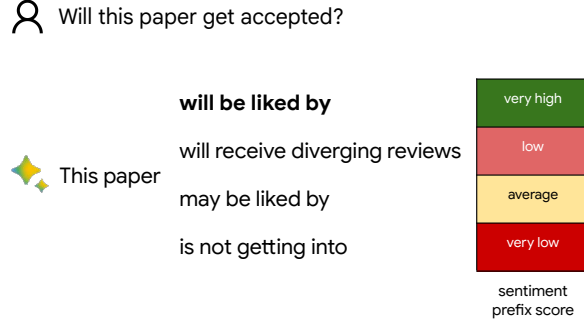 Will this paper get accepted?
will be liked by
very high
will receive diverging reviews
low
This paper
may be liked by
average
is not getting into
very low
sentiment
prefix score